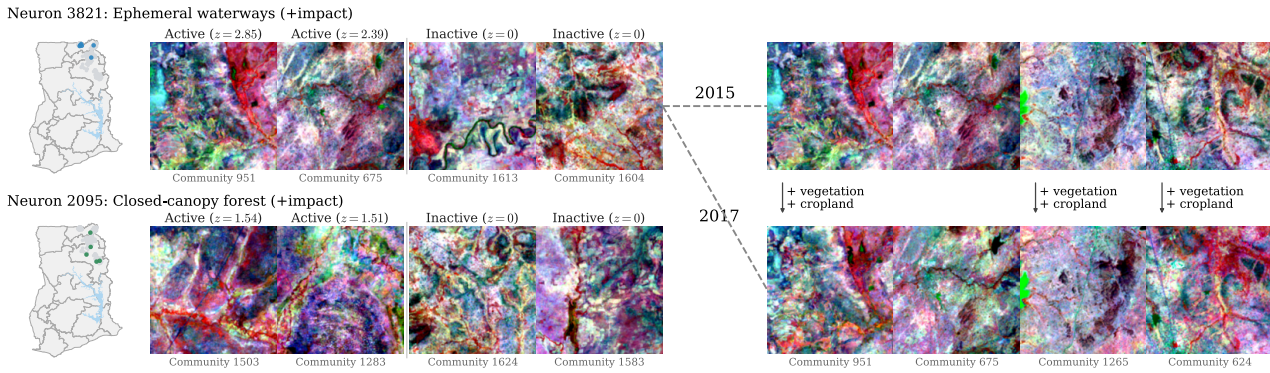 Neuron 3821: Ephemeral waterways (+impact)
Active (z = 2.85)
Active (z = 2.39)
Inactive (z = 0)
Inactive (z = 0)
Community 951
Community 675
Community 1613
Community 1604
Neuron 2095: Closed-canopy forest (+impact)
Active (z = 1.54)
Active (z = 1.51)
Inactive (z = 0)
Inactive (z = 0)
Community 1503
Community 1283
Community 1624
Community 1583
2015
2017
+ vegetation
+ cropland
+ vegetation
+ cropland
+ vegetation
+ cropland
Community 951
Community 675
Community 1265
Community 624